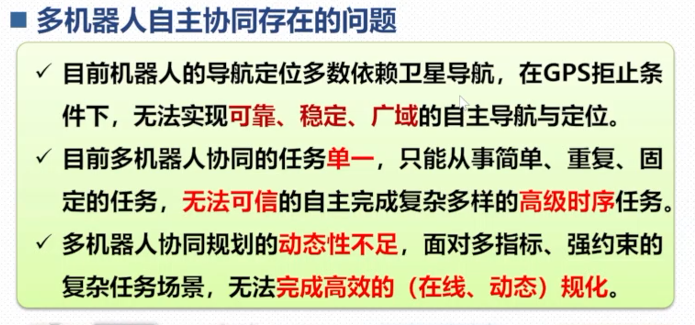 ■ 多机器人自主协同存在的问题
✓ 目前机器人的导航定位多数依赖卫星导航，在GPS拒止条
件下，无法实现可靠、稳定、广域的自主导航与定位。
✓ 目前多机器人协同的任务单一，只能从事简单、重复、固
定的任务，无法可信的自主完成复杂多样的高级时序任务。
✓ 多机器人协同规划的动态性不足，面对多指标、强约束的
复杂任务场景，无法完成高效的（在线、动态）规化。